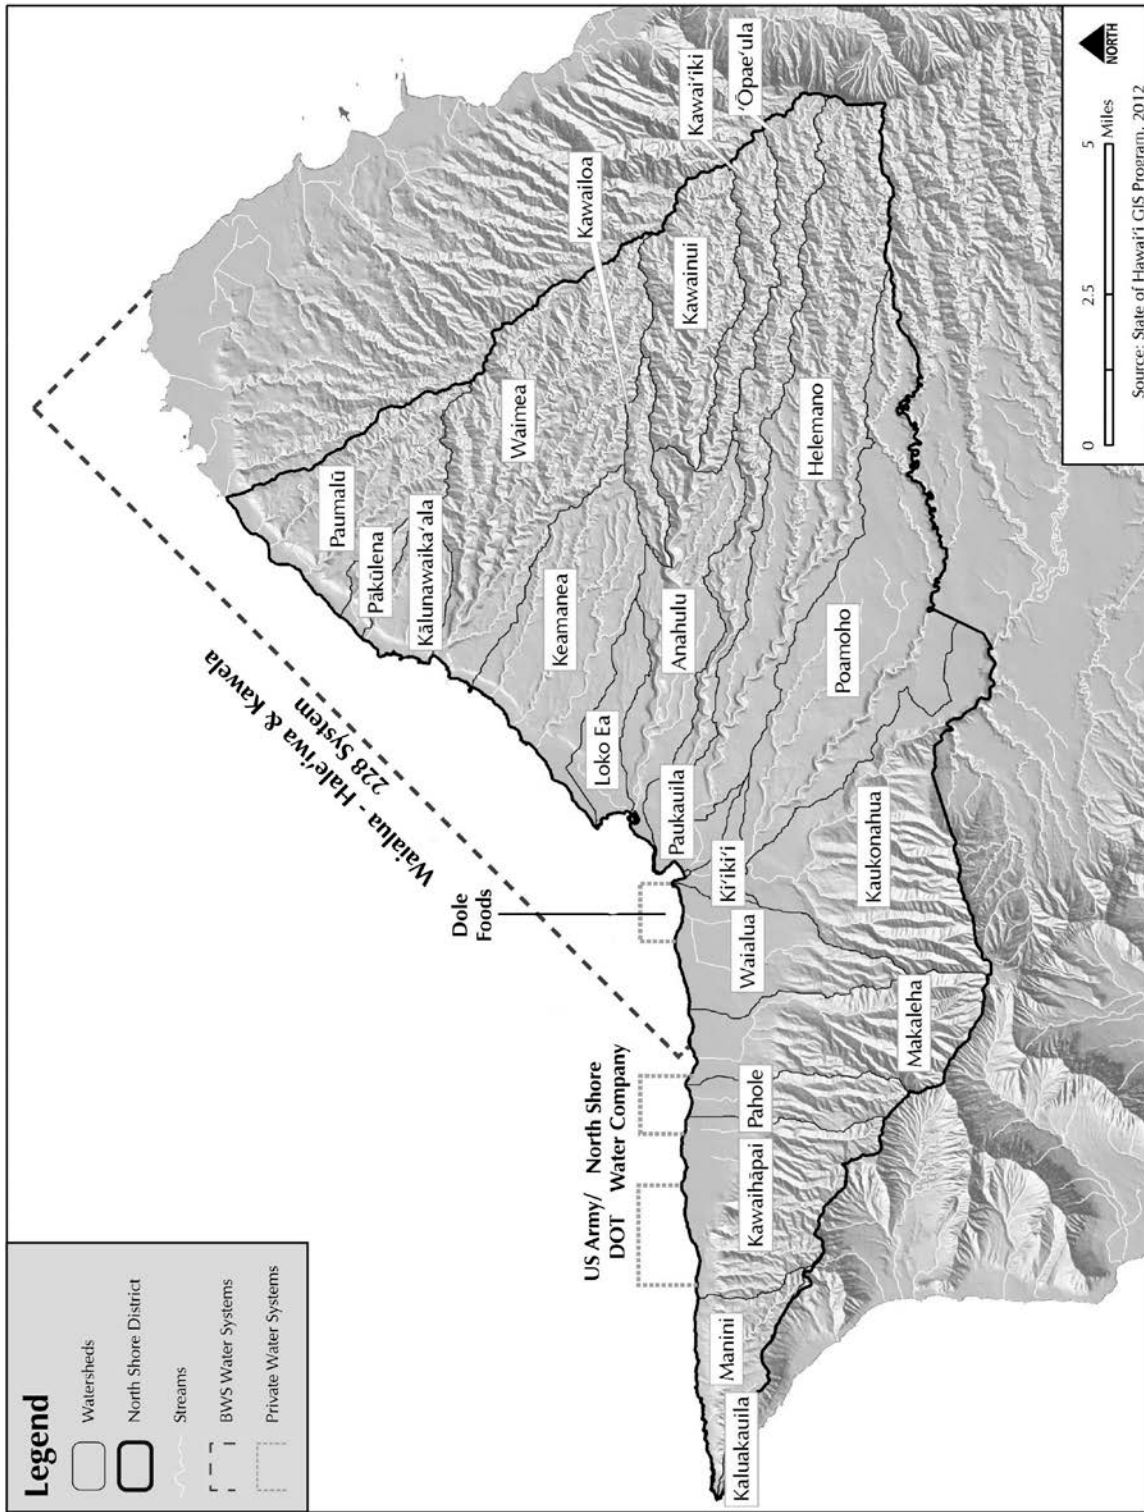 Legend
Watersheds
North Shore District
Streams
BWS Water Systems
Private Water Systems
Waialua - Hale‘iwa & Kawela
228 System
Dole
Foods
US Army/
DOT
North Shore
Water Company
Kaluakauila
Manini
Kawaihāpai
Pahole
Makaleha
Waialua
Kaukonahua
Ki‘iki‘i
Paukauila
Poamoho
Loko Ea
Anahulu
Helemano
Keamanea
Kālunawaika‘ala
Pākūlena
Paumalū
Waimea
Kawailoa
Kawainui
Kawai‘iki
‘Ōpae‘ula
0 2.5 5
Miles
NORTH
Source: State of Hawai‘i GIS Program, 2012